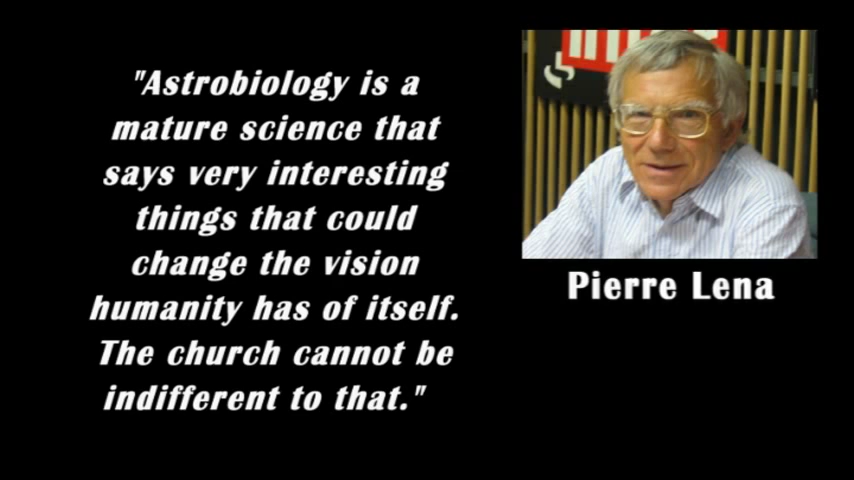 "Astrobiology is a
mature science that
says very interesting
things that could
change the vision
humanity has of itself.
The church cannot be
indifferent to that."
Pierre Lena